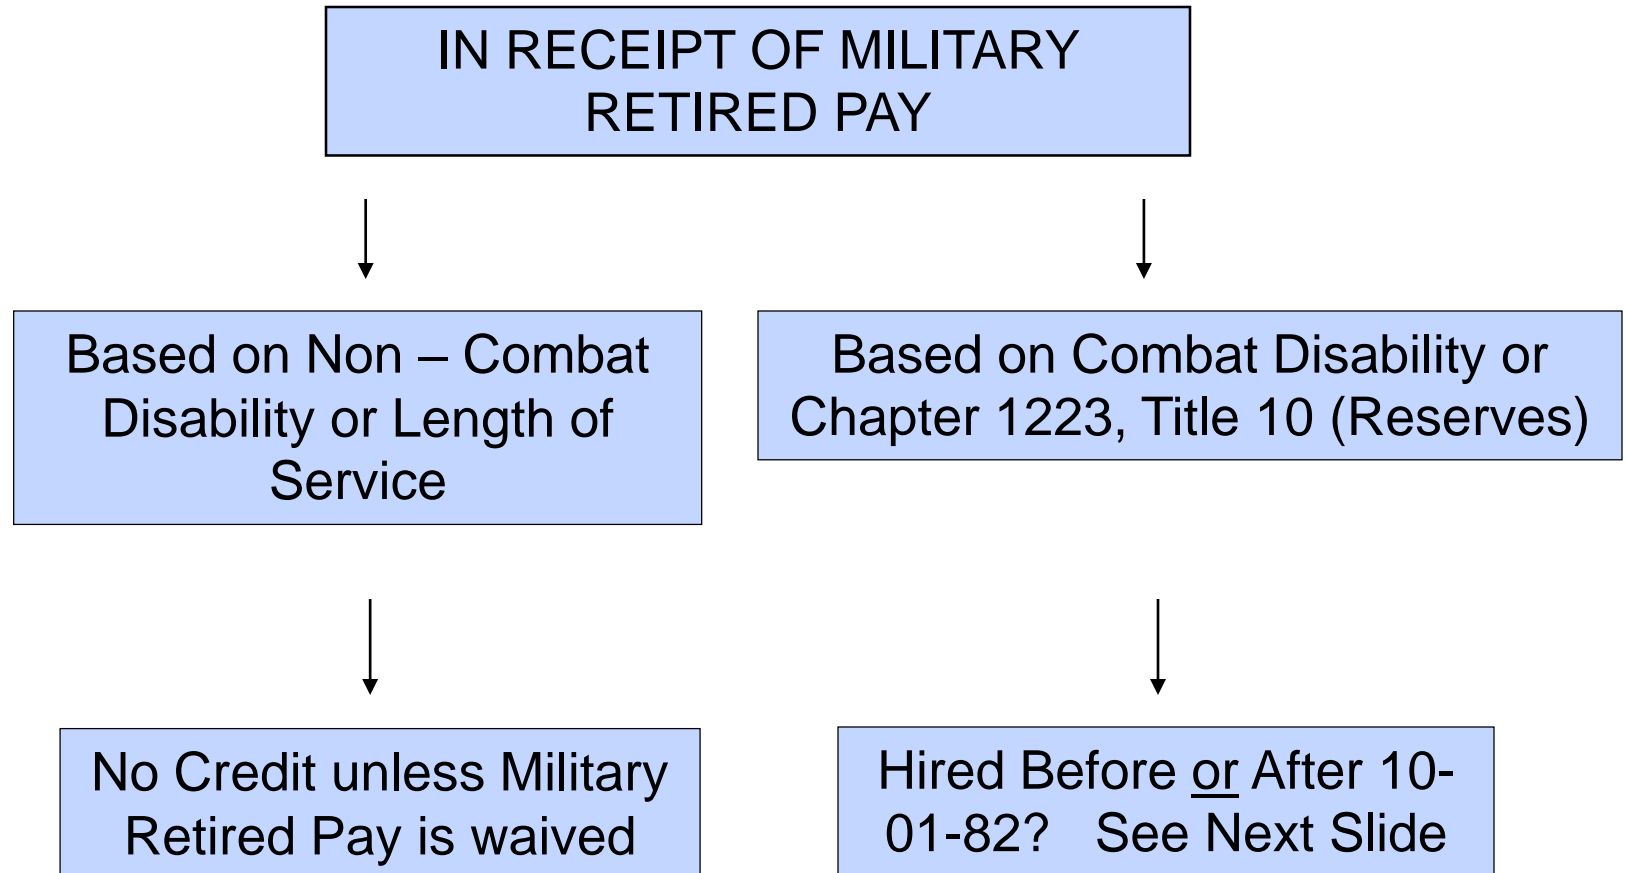 IN RECEIPT OF MILITARY
RETIRED PAY
Based on Non – Combat
Disability or Length of
Service
Based on Combat Disability or
Chapter 1223, Title 10 (Reserves)
No Credit unless Military
Retired Pay is waived
Hired Before or After 10-
01-82? See Next Slide